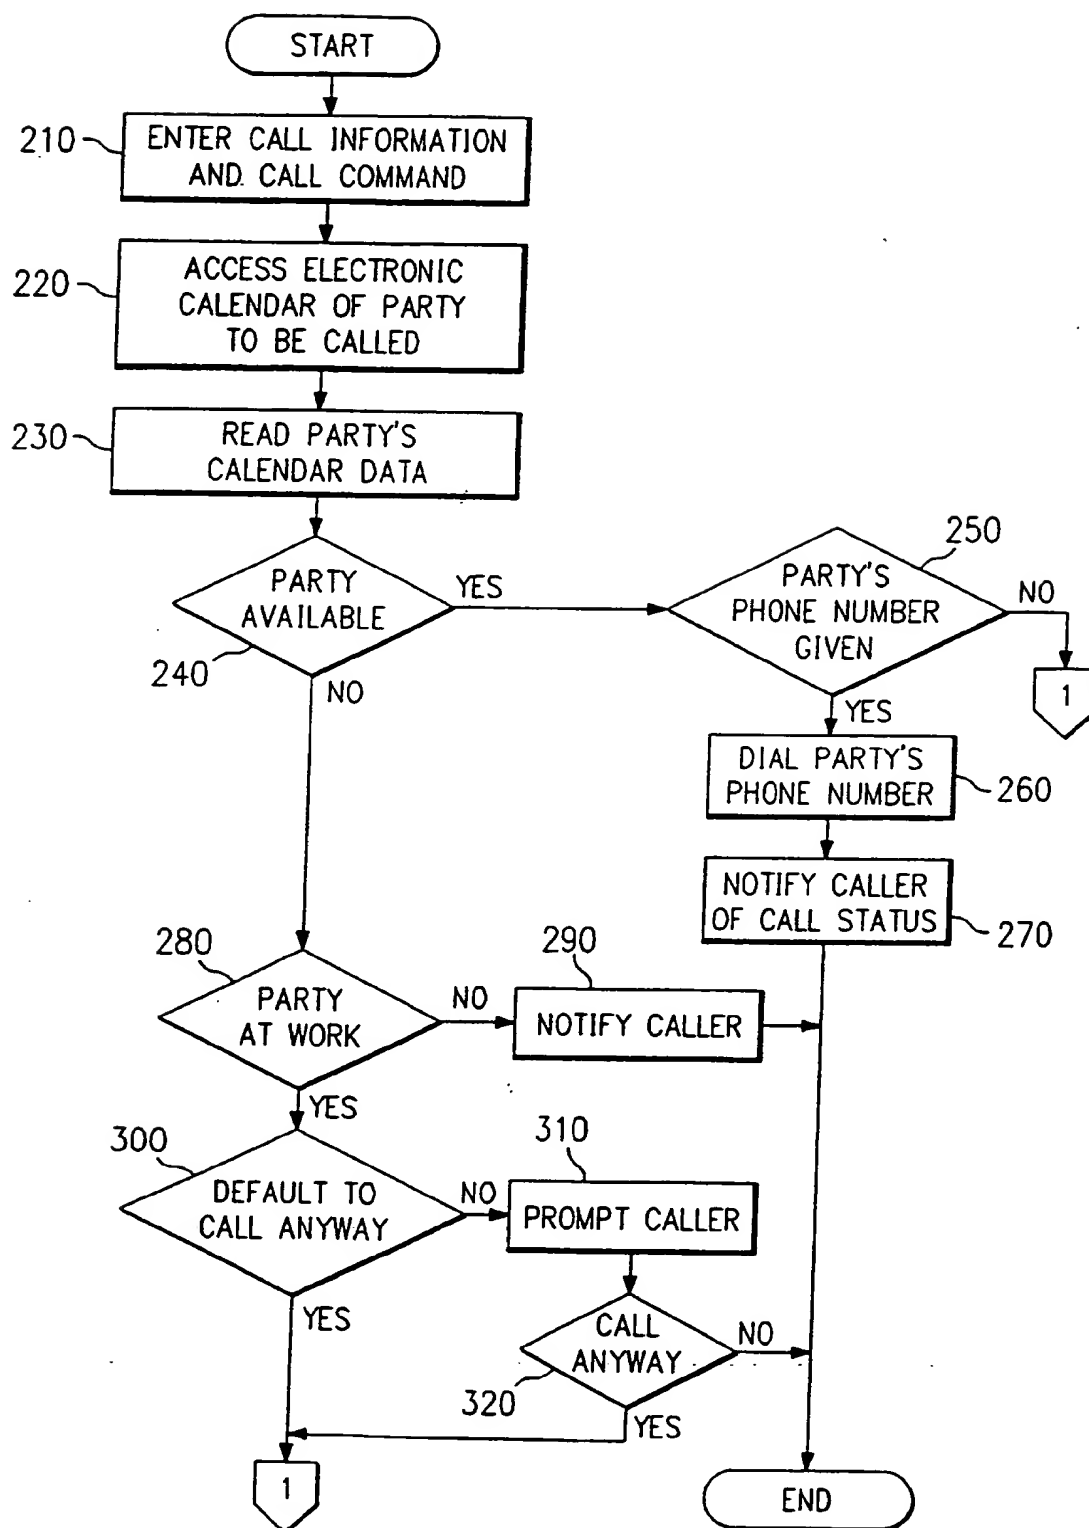 START
210
ENTER CALL INFORMATION
AND CALL COMMAND
220
ACCESS ELECTRONIC
CALENDAR OF PARTY
TO BE CALLED
230
READ PARTY'S
CALENDAR DATA
PARTY
AVAILABLE
240
YES
NO
250
PARTY'S
PHONE NUMBER
GIVEN
NO
1
YES
DIAL PARTY'S
PHONE NUMBER
260
NOTIFY CALLER
OF CALL STATUS
270
280
PARTY
AT WORK
NO
290
NOTIFY CALLER
YES
300
DEFAULT TO
CALL ANYWAY
NO
310
PROMPT CALLER
YES
CALL
ANYWAY
NO
320
YES
1
END